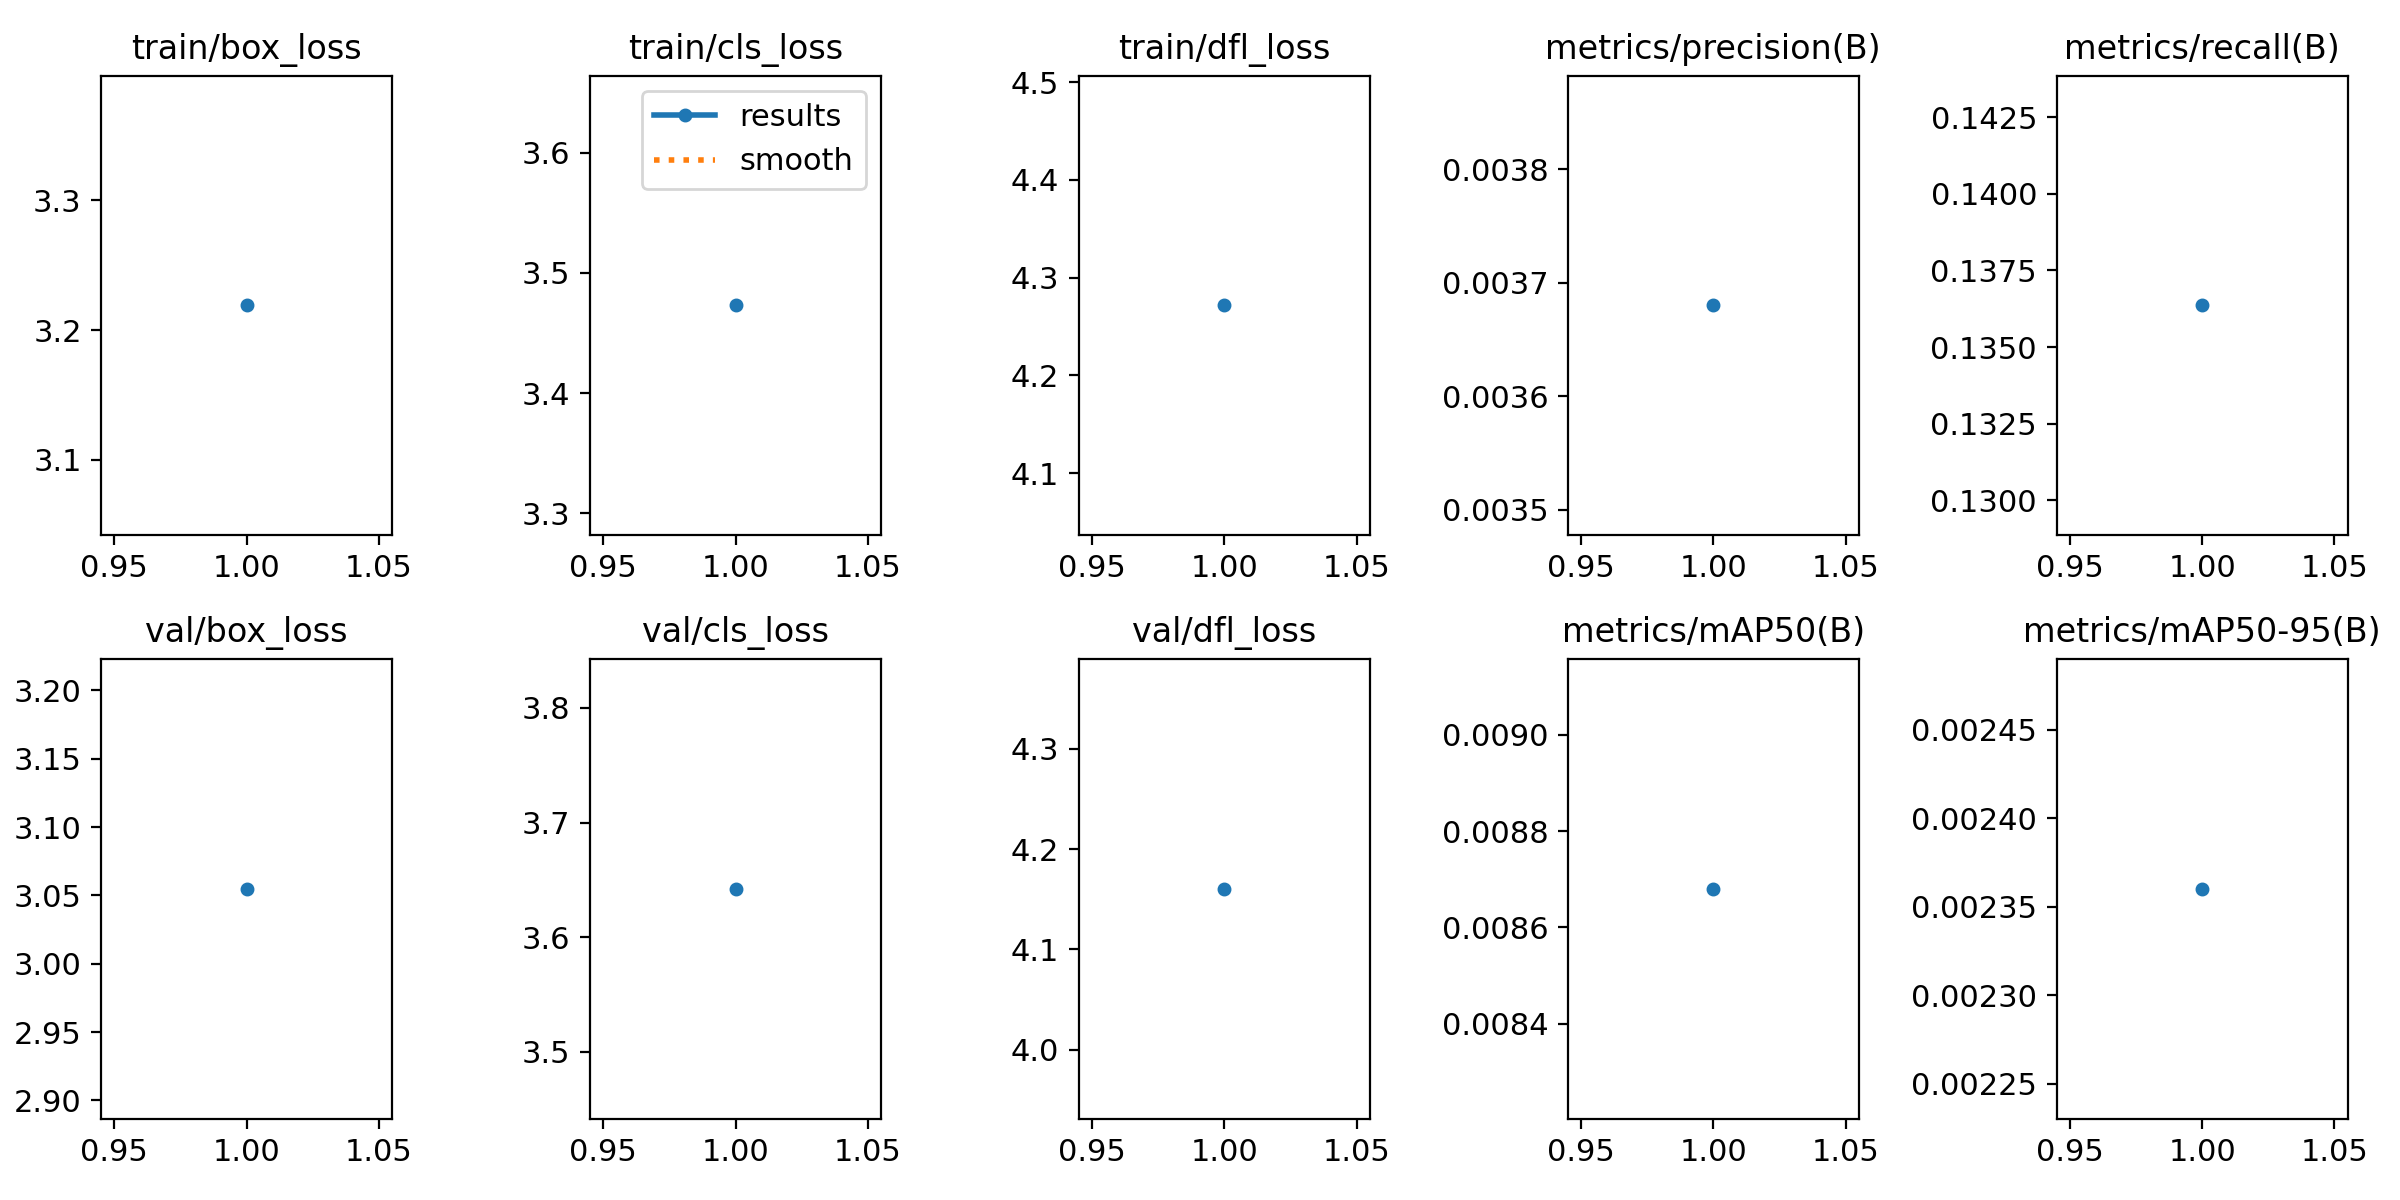 train/box_loss
3.3
3.2
3.1
0.95 1.00 1.05
train/cls_loss
results
smooth
3.6
3.5
3.4
3.3
0.95 1.00 1.05
train/dfl_loss
4.5
4.4
4.3
4.2
4.1
0.95 1.00 1.05
metrics/precision(B)
0.0038
0.0037
0.0036
0.0035
0.95 1.00 1.05
metrics/recall(B)
0.1425
0.1400
0.1375
0.1350
0.1325
0.1300
0.95 1.00 1.05
val/box_loss
3.20
3.15
3.10
3.05
3.00
2.95
2.90
0.95 1.00 1.05
val/cls_loss
3.8
3.7
3.6
3.5
0.95 1.00 1.05
val/dfl_loss
4.3
4.2
4.1
4.0
0.95 1.00 1.05
metrics/mAP50(B)
0.0090
0.0088
0.0086
0.0084
0.95 1.00 1.05
metrics/mAP50-95(B)
0.00245
0.00240
0.00235
0.00230
0.00225
0.95 1.00 1.05